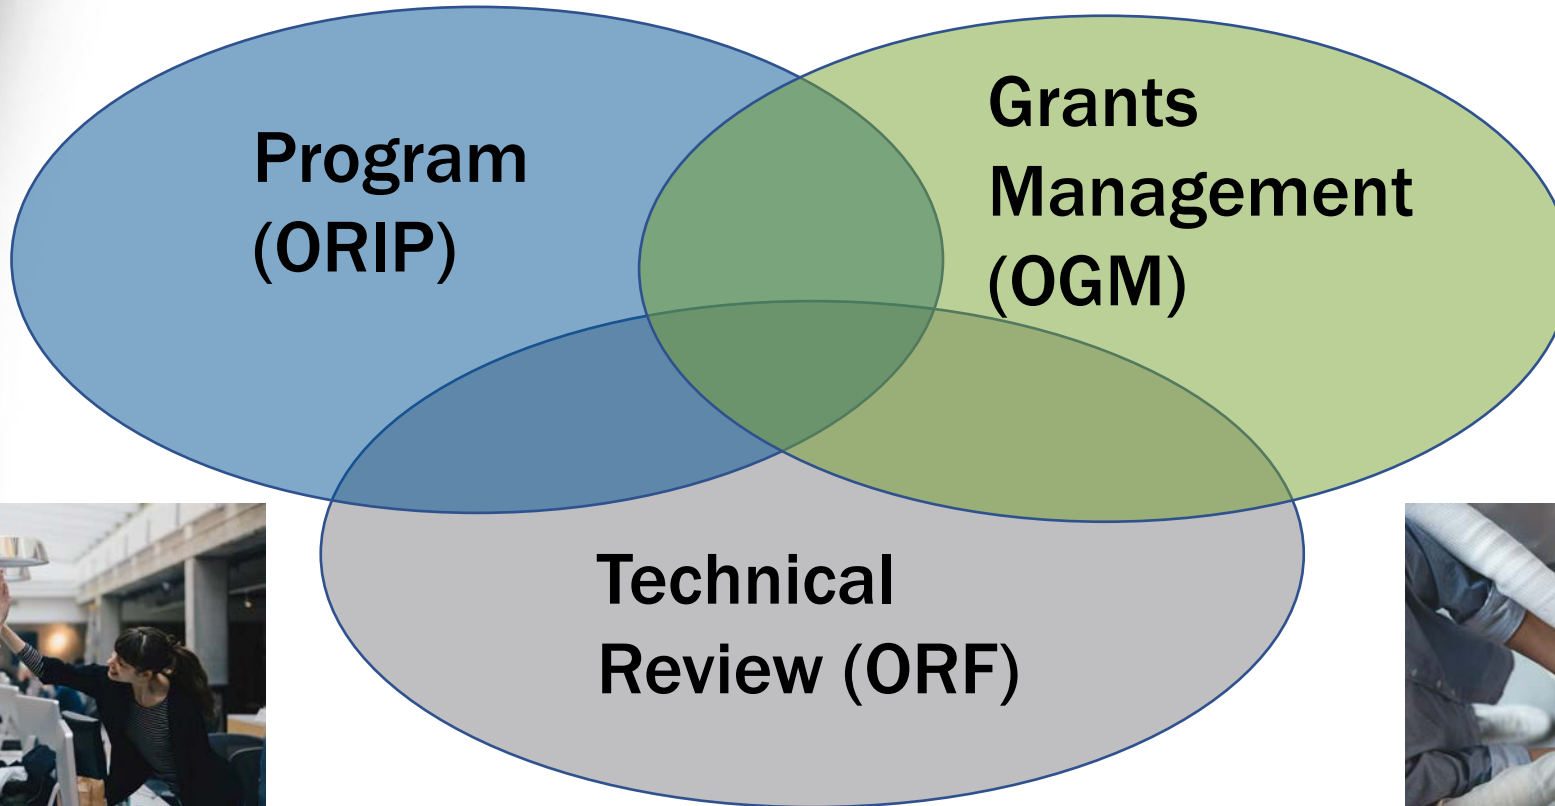 Program
(ORIP)
Grants
Management
(OGM)
Technical
Review (ORF)